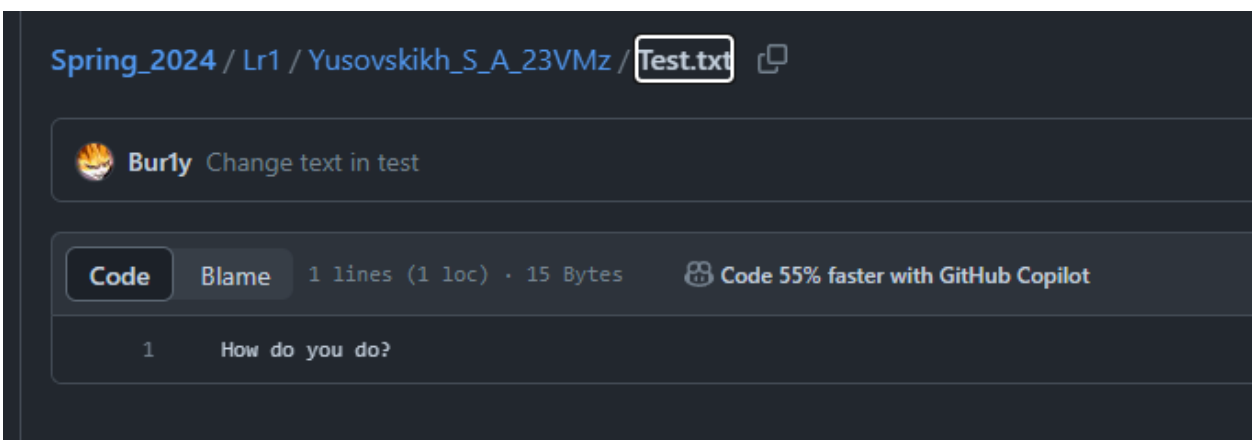 Spring_2024 / Lr1 / Yusovskikh_S_A_23VMz / Test.txt
Bur1y Change text in test
Code Blame 1 lines (1 loc) · 15 Bytes Code 55% faster with GitHub Copilot
1 How do you do?